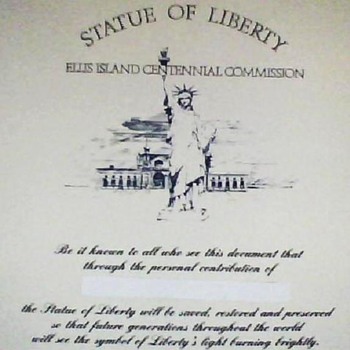 STATUE OF LIBERTY
ELLIS ISLAND CENTENNIAL COMMISSION
Be it known to all who see this document that
through the personal contribution of
the Statue of Liberty will be saved, restored and preserved
so that future generations throughout the world
will see the symbol of Liberty's light burning brightly.